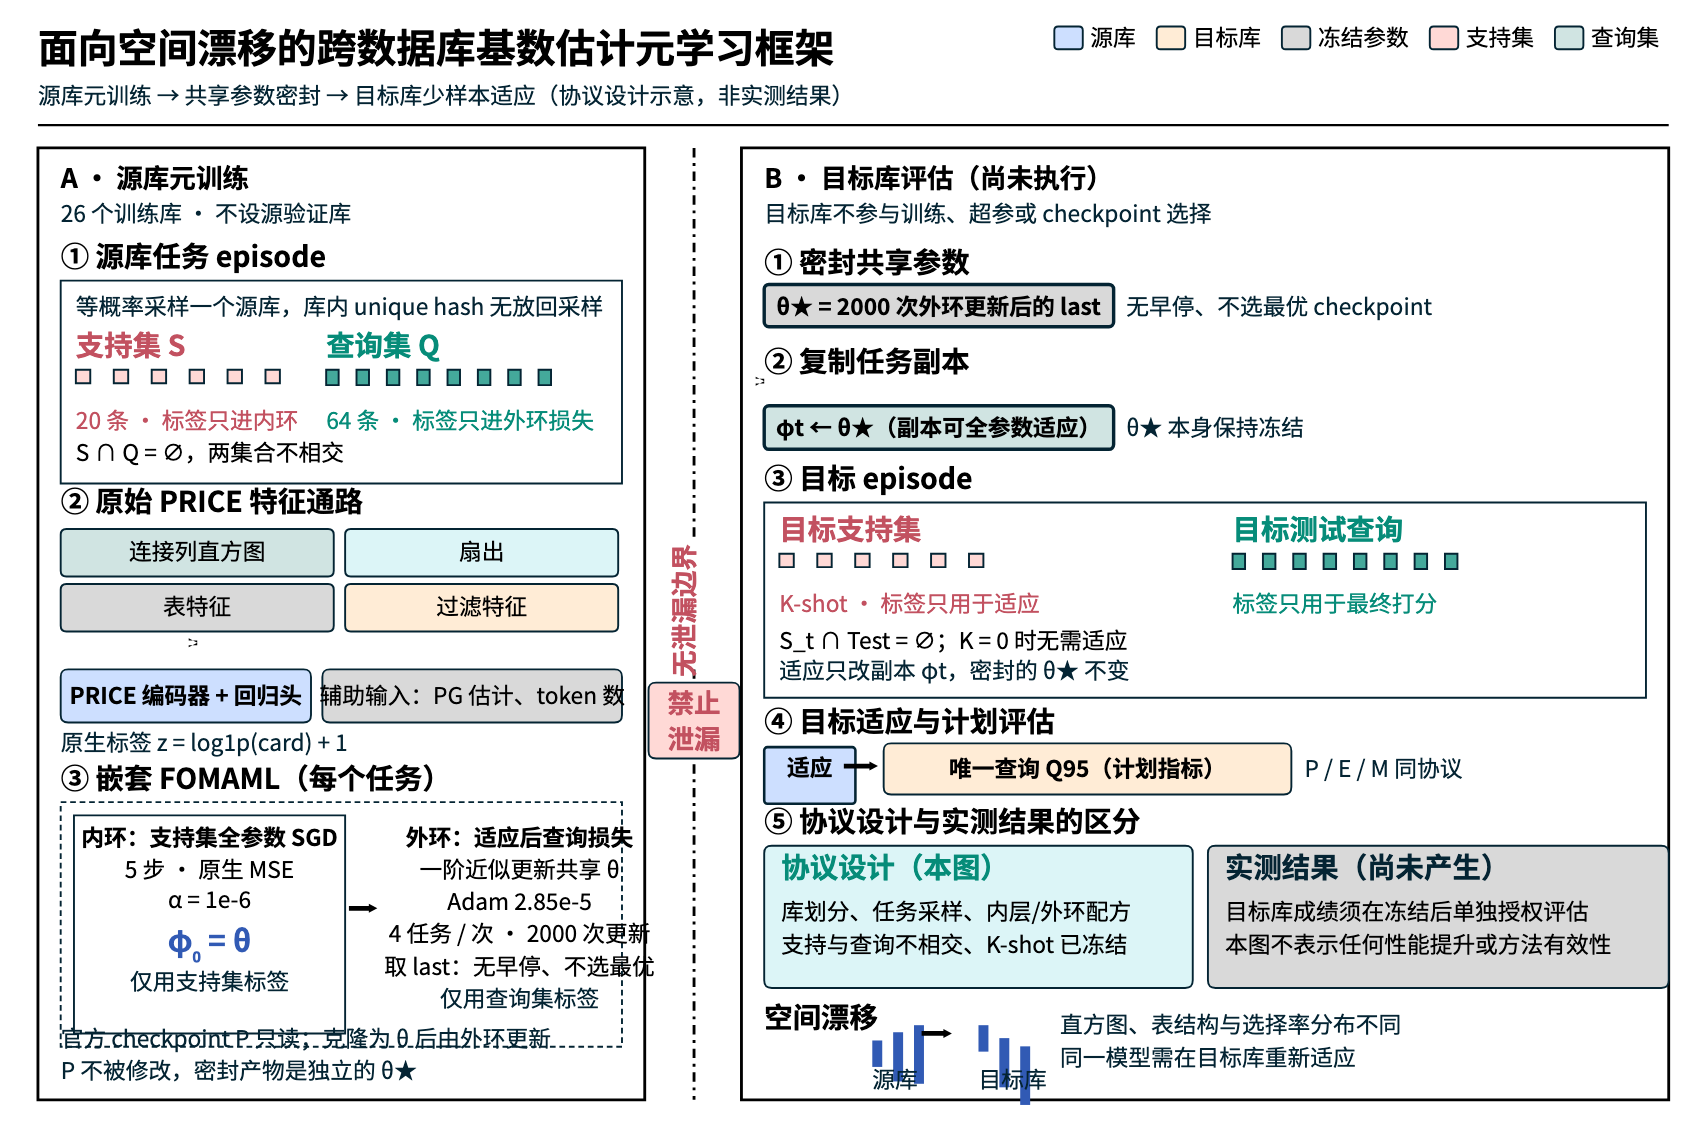 面向空间漂移的跨数据库基数估计元学习框架
源库 目标库 冻结参数 支持集 查询集
源库元训练 → 共享参数密封 → 目标库少样本适应（协议设计示意，非实测结果）
A · 源库元训练
26 个训练库 · 不设源验证库
① 源库任务 episode
等概率采样一个源库，库内 unique hash 无放回采样
支持集 S 查询集 Q
20 条 · 标签只进内环 64 条 · 标签只进外环损失
S ∩ Q = ∅，两集合不相交
② 原始 PRICE 特征通路
连接列直方图 扇出
表特征 过滤特征
PRICE 编码器 + 回归头 辅助输入：PG 估计、token 数
原生标签 z = log1p(card) + 1
③ 嵌套 FOMAML（每个任务）
内环：支持集全参数 SGD
5 步 · 原生 MSE
α = 1e-6
ϕ₀ = θ
仅用支持集标签
外环：适应后查询损失
一阶近似更新共享 θ
Adam 2.85e-5
4 任务 / 次 · 2000 次更新
取 last：无早停、不选最优
仅用查询集标签
官方 checkpoint P 只读；克隆为 θ 后由外环更新
P 不被修改，密封产物是独立的 θ★
无泄漏边界
禁止
泄漏
B · 目标库评估（尚未执行）
目标库不参与训练、超参或 checkpoint 选择
① 密封共享参数
θ★ = 2000 次外环更新后的 last 无早停、不选最优 checkpoint
② 复制任务副本
ϕt ← θ★（副本可全参数适应） θ★ 本身保持冻结
③ 目标 episode
目标支持集 目标测试查询
K-shot · 标签只用于适应 标签只用于最终打分
S_t ∩ Test = ∅；K = 0 时无需适应
适应只改副本 ϕt，密封的 θ★ 不变
④ 目标适应与计划评估
适应 唯一查询 Q95（计划指标） P / E / M 同协议
⑤ 协议设计与实测结果的区分
协议设计（本图）
库划分、任务采样、内层/外环配方
支持与查询不相交、K-shot 已冻结
实测结果（尚未产生）
目标库成绩须在冻结后单独授权评估
本图不表示任何性能提升或方法有效性
空间漂移
源库 目标库
直方图、表结构与选择率分布不同
同一模型需在目标库重新适应